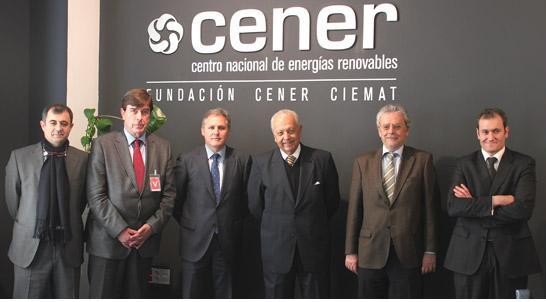 cener
centro nacional de energías renovables
FUNDACIÓN CENER CIEMAT